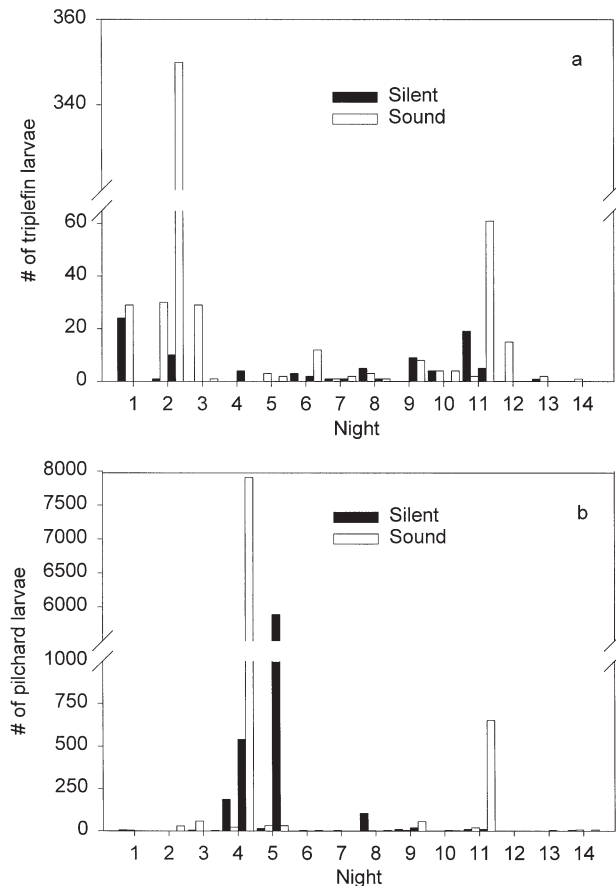 360
a
340
Silent
Sound
# of triplefin larvae
60
40
20
0
1 2 3 4 5 6 7 8 9 10 11 12 13 14
Night
8000
b
7500
Silent
7000
Sound
6500
6000
# of pilchard larvae
1000
750
500
250
0
1 2 3 4 5 6 7 8 9 10 11 14
Night